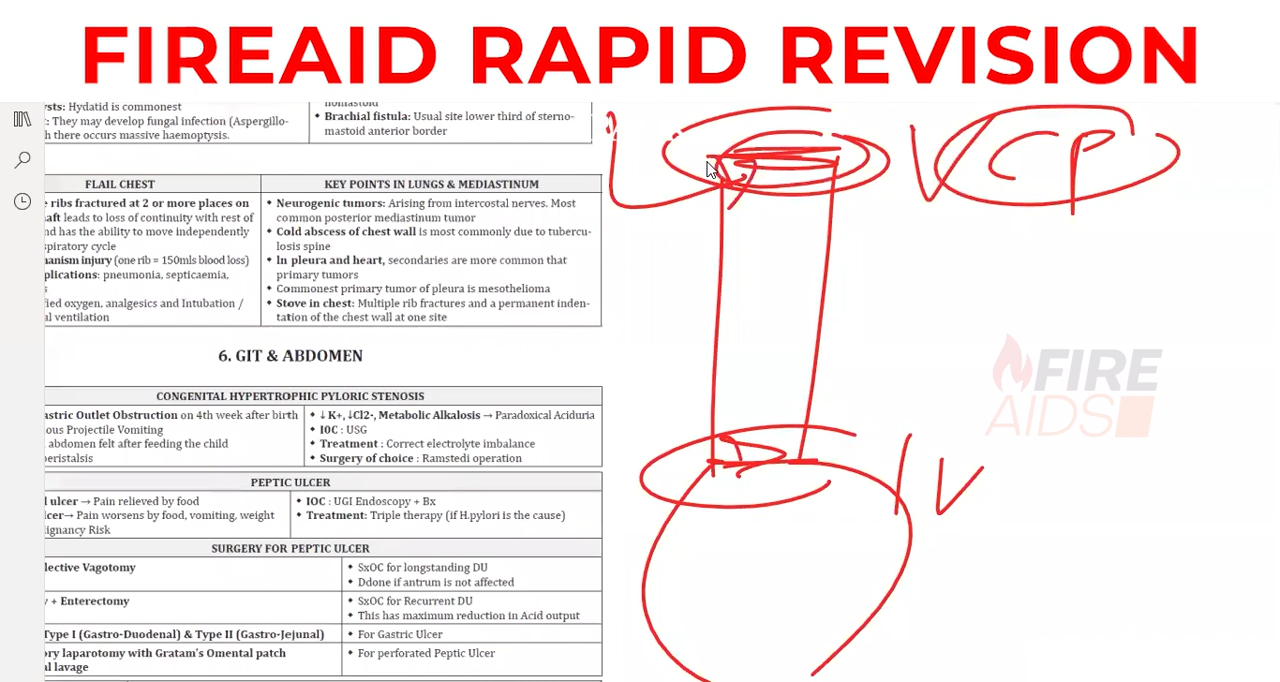 FIREAID RAPID REVISION
sts: Hydatid is commonest
: They may develop fungal infection (Aspergillo-
h there occurs massive haemoptysis.
nomastoid
Brachial fistula: Usual site lower third of sterno-
mastoid anterior border
FLAIL CHEST
e ribs fractured at 2 or more places on
aft leads to loss of continuity with rest of
nd has the ability to move independently
spiratory cycle
hanism injury (one rib = 150mls blood loss)
plications: pneumonia, septicaemia,
s
fied oxygen, analgesics and Intubation /
al ventilation
KEY POINTS IN LUNGS & MEDIASTINUM
Neurogenic tumors: Arising from intercostal nerves. Most
common posterior mediastinum tumor
Cold abscess of chest wall is most commonly due to tubercu-
losis spine
In pleura and heart, secondaries are more common that
primary tumors
Commonest primary tumor of pleura is mesothelioma
Stove in chest: Multiple rib fractures and a permanent inden-
tation of the chest wall at one site
6. GIT & ABDOMEN
CONGENITAL HYPERTROPHIC PYLORIC STENOSIS
astric Outlet Obstruction on 4th week after birth
ous Projectile Vomiting
abdomen felt after feeding the child
peristalsis
↓ K+, ↓Cl2-, Metabolic Alkalosis → Paradoxical Aciduria
IOC : USG
Treatment : Correct electrolyte imbalance
Surgery of choice : Ramstedi operation
PEPTIC ULCER
l ulcer → Pain relieved by food
lcer→ Pain worsens by food, vomiting, weight
lignancy Risk
IOC : UGI Endoscopy + Bx
Treatment: Triple therapy (if H.pylori is the cause)
SURGERY FOR PEPTIC ULCER
lective Vagotomy
SxOC for longstanding DU
Ddone if antrum is not affected
y + Enterectomy
SxOC for Recurrent DU
This has maximum reduction in Acid output
Type I (Gastro-Duodenal) & Type II (Gastro-Jejunal)
For Gastric Ulcer
ory laparotomy with Gratam's Omental patch
al lavage
For perforated Peptic Ulcer
CP
FIRE
AIDS